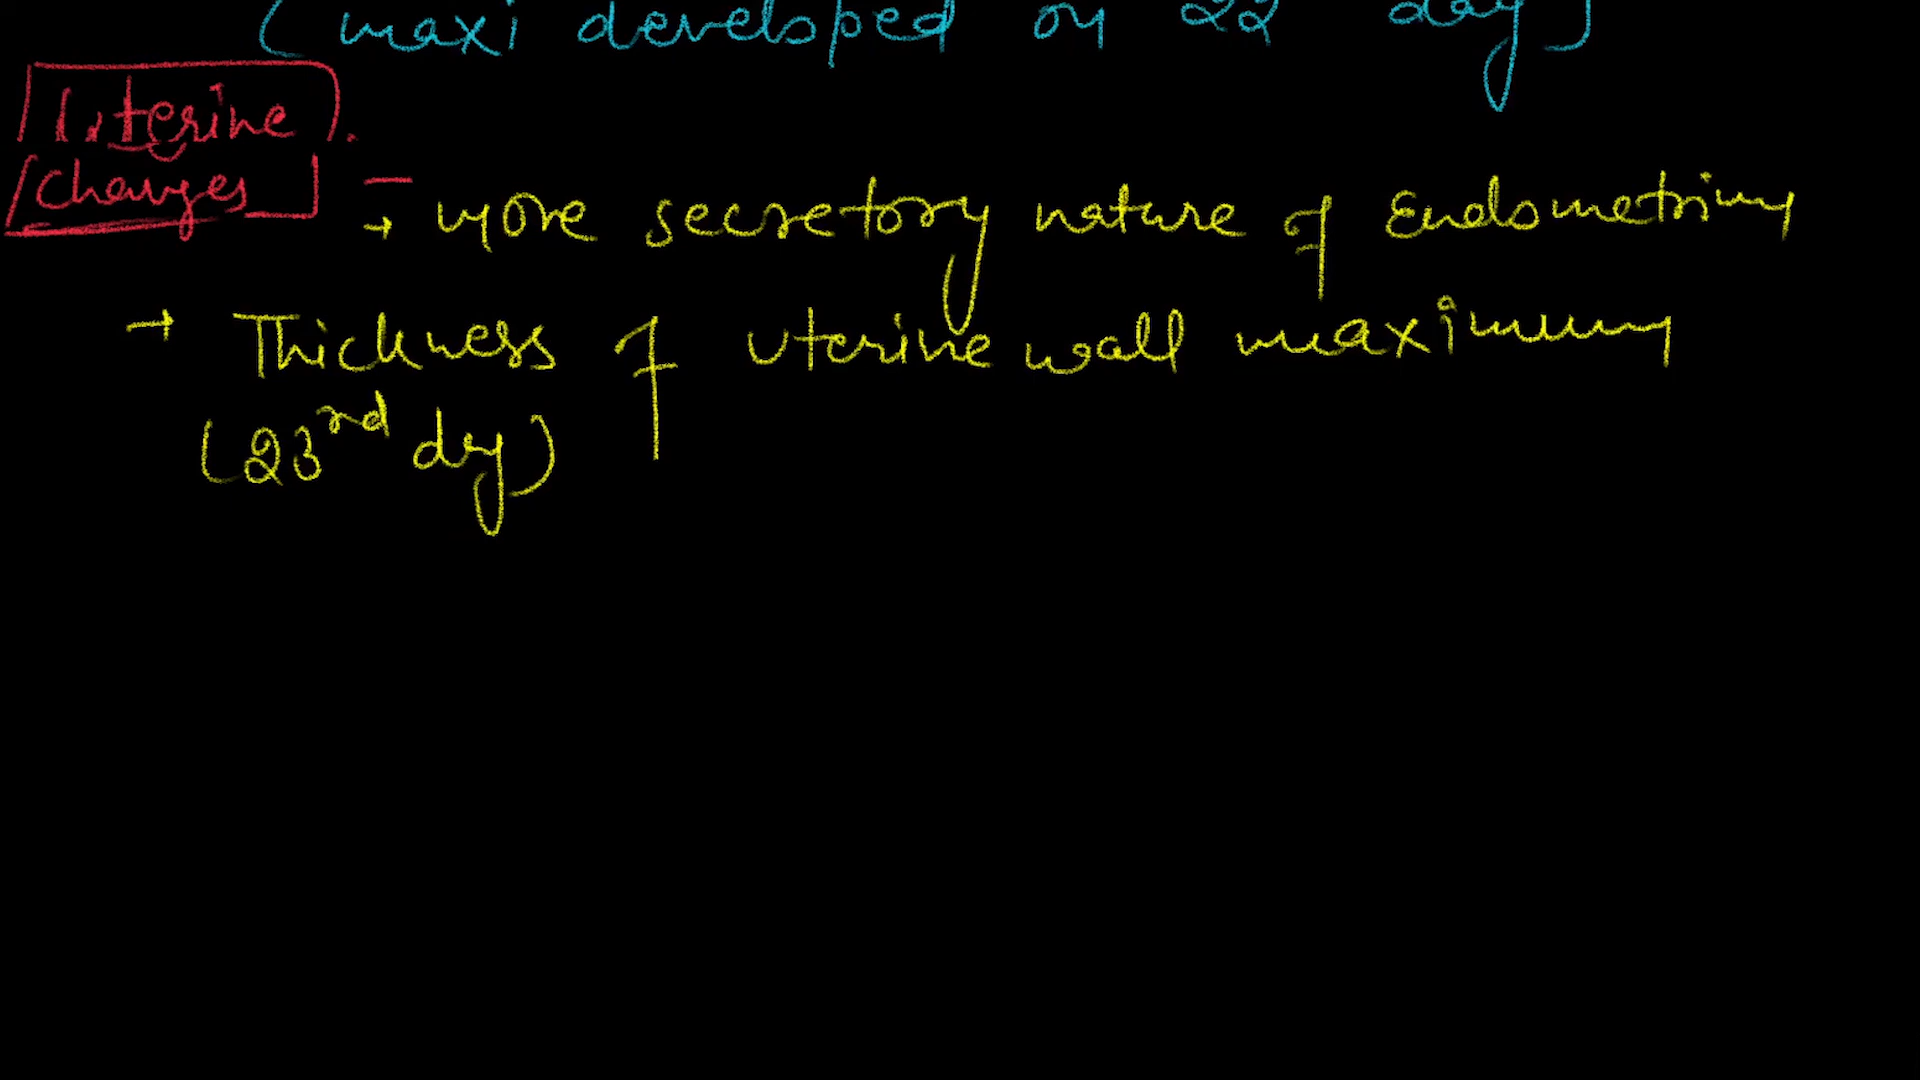 (maxi developed on 22 day)
Uterine
changes
→ more secretory nature of Endometrium
→ Thickness of uterine wall maximum
(23rd day)